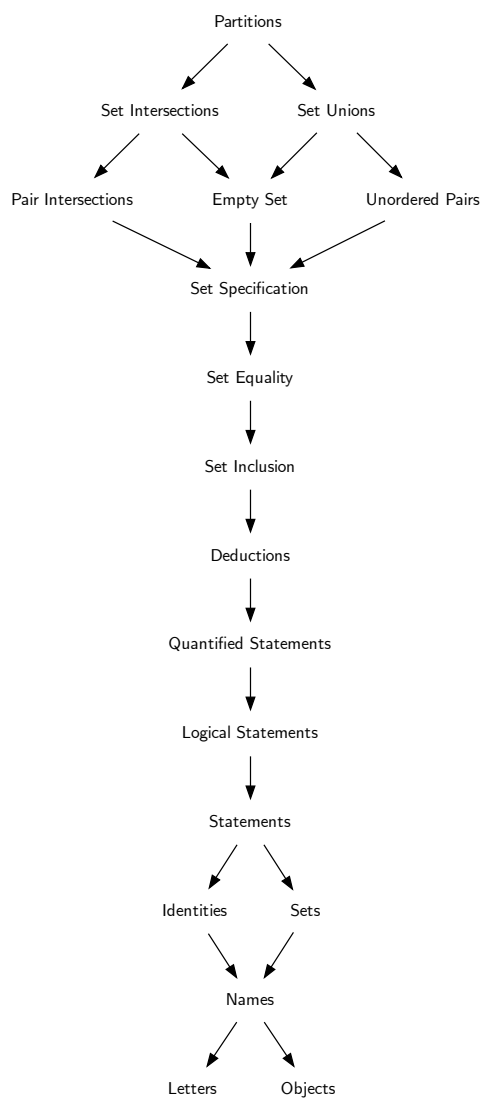 Partitions
Set Intersections
Set Unions
Pair Intersections
Empty Set
Unordered Pairs
Set Specification
Set Equality
Set Inclusion
Deductions
Quantified Statements
Logical Statements
Statements
Identities
Sets
Names
Letters
Objects